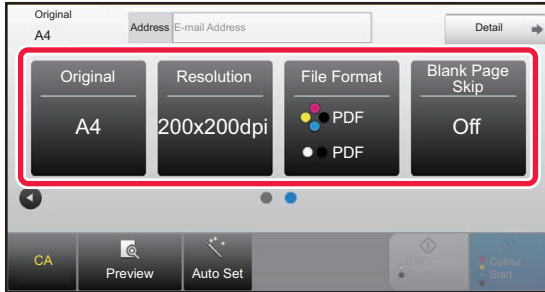 Original
A4
Address E-mail Address
Detail
Original
A4
Resolution
200x200dpi
File Format
PDF
PDF
Blank Page
Skip
Off
CA
Preview
Auto Set
B/W
Start
Colour
Start